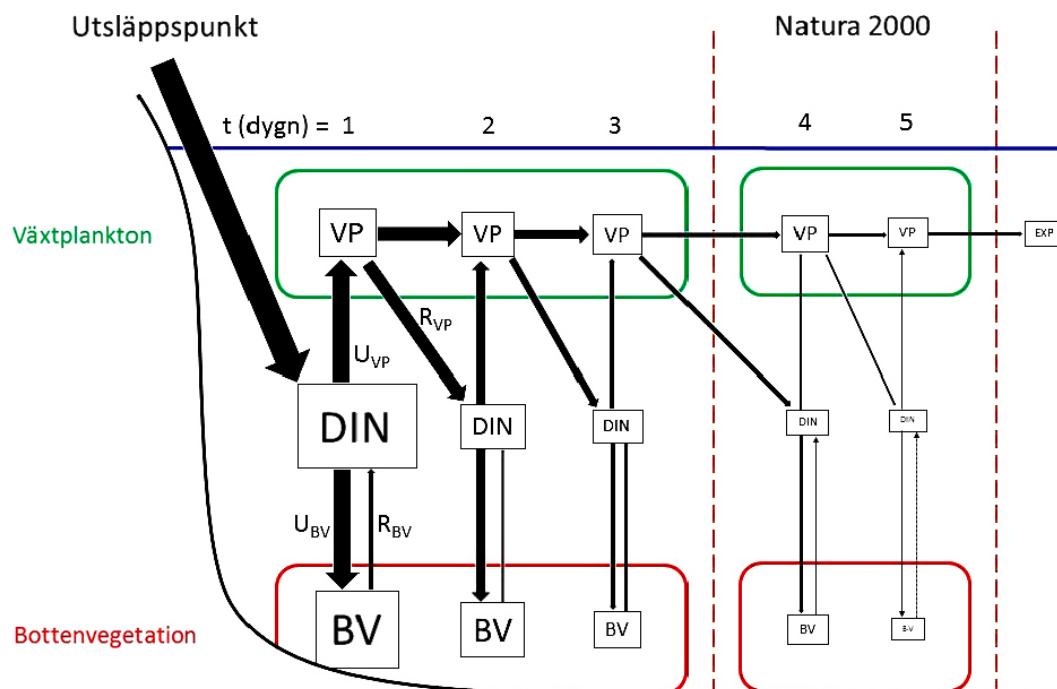 Utsläppspunkt
Natura 2000
t (dygn) = 1 2 3 4 5
Växtplankton
VP VP VP VP VP EXP
R_VP
U_VP
DIN DIN DIN DIN DIN
U_BV R_BV
Bottenvegetation
BV BV BV BV BV